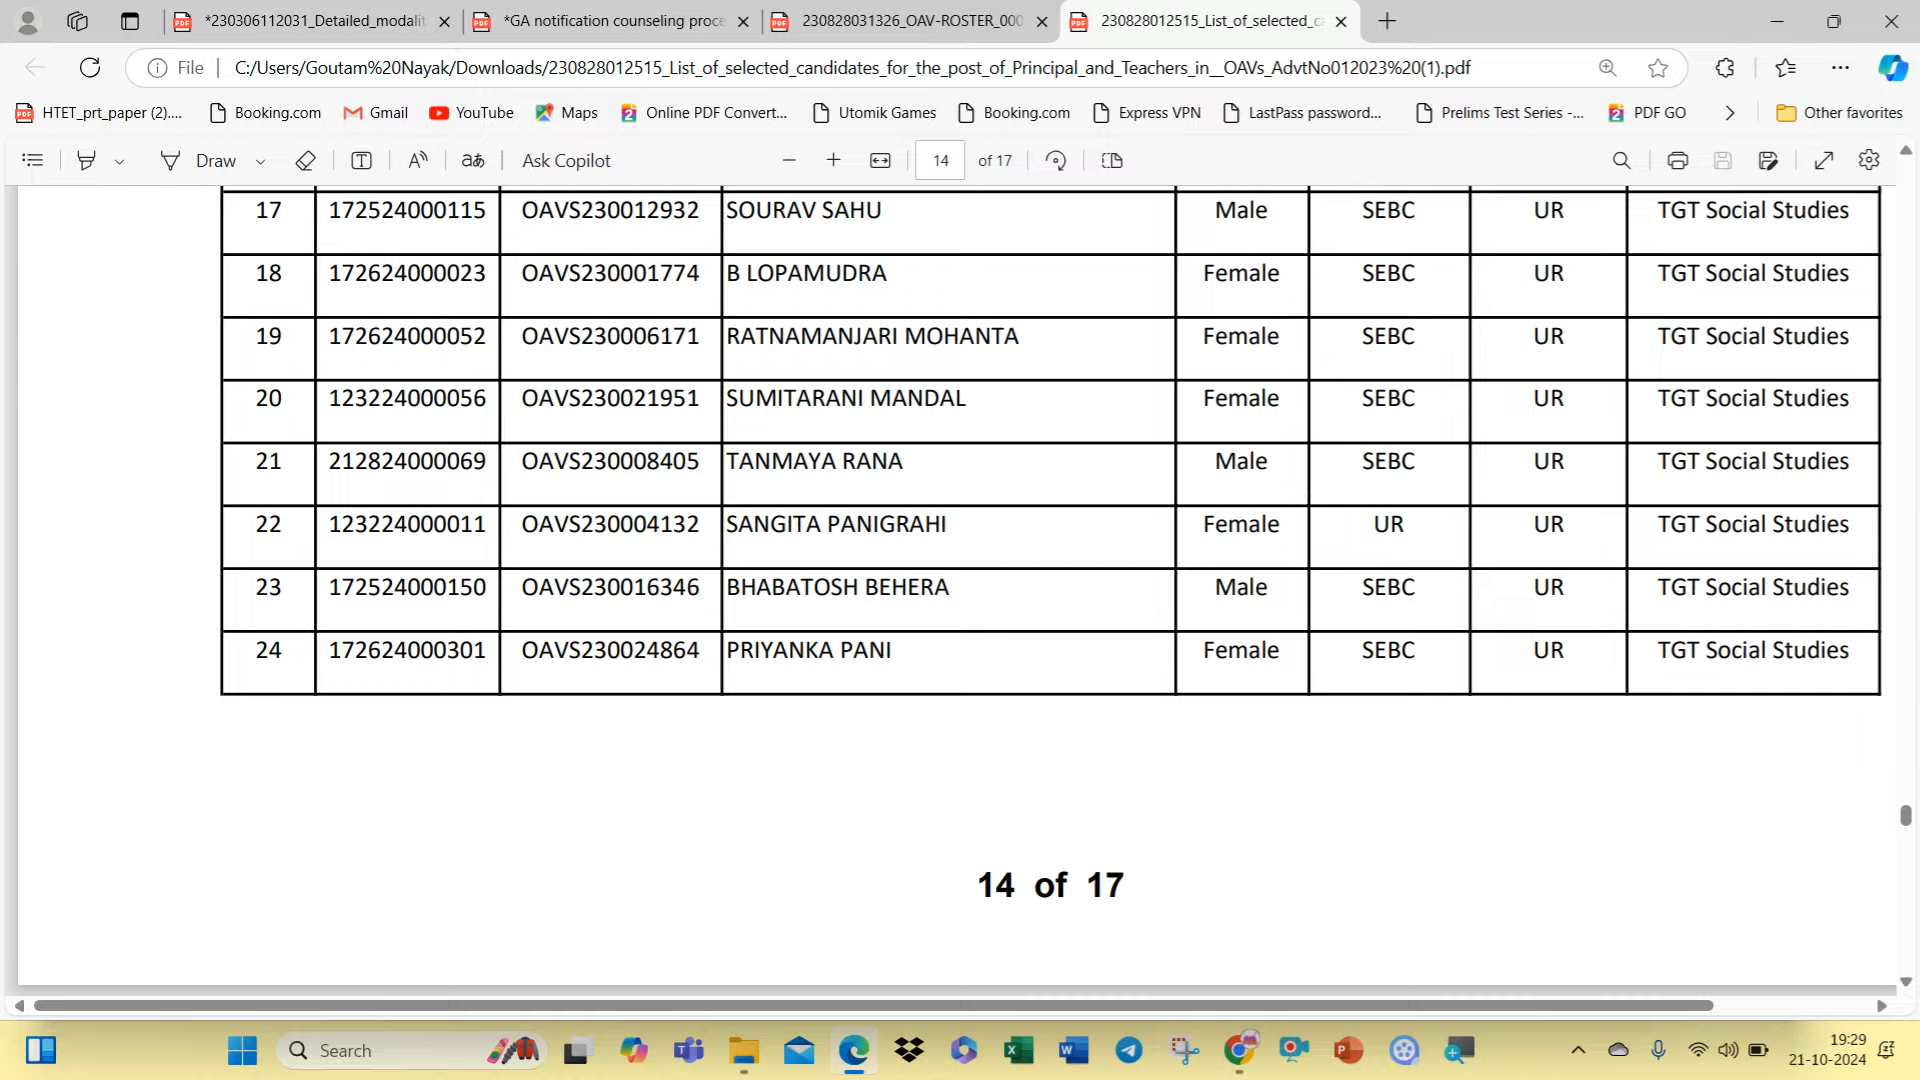 *230306112031_Detailed_modalit
*GA notification counseling proce
230828031326_OAV-ROSTER_000
230828012515_List_of_selected_ca
File
C:/Users/Goutam%20Nayak/Downloads/230828012515_List_of_selected_candidates_for_the_post_of_Principal_and_Teachers_in__OAVs_AdvtNo012023%20(1).pdf
HTET_prt_paper (2)....
Booking.com
Gmail
YouTube
Maps
Online PDF Convert...
Utomik Games
Booking.com
Express VPN
LastPass password...
Prelims Test Series -...
PDF GO
Other favorites
Draw
Ask Copilot
14 of 17
17 172524000115 OAVS230012932 SOURAV SAHU Male SEBC UR TGT Social Studies
18 172624000023 OAVS230001774 B LOPAMUDRA Female SEBC UR TGT Social Studies
19 172624000052 OAVS230006171 RATNAMANJARI MOHANTA Female SEBC UR TGT Social Studies
20 123224000056 OAVS230021951 SUMITARANI MANDAL Female SEBC UR TGT Social Studies
21 212824000069 OAVS230008405 TANMAYA RANA Male SEBC UR TGT Social Studies
22 123224000011 OAVS230004132 SANGITA PANIGRAHI Female UR UR TGT Social Studies
23 172524000150 OAVS230016346 BHABATOSH BEHERA Male SEBC UR TGT Social Studies
24 172624000301 OAVS230024864 PRIYANKA PANI Female SEBC UR TGT Social Studies
14 of 17
Search
19:29
21-10-2024